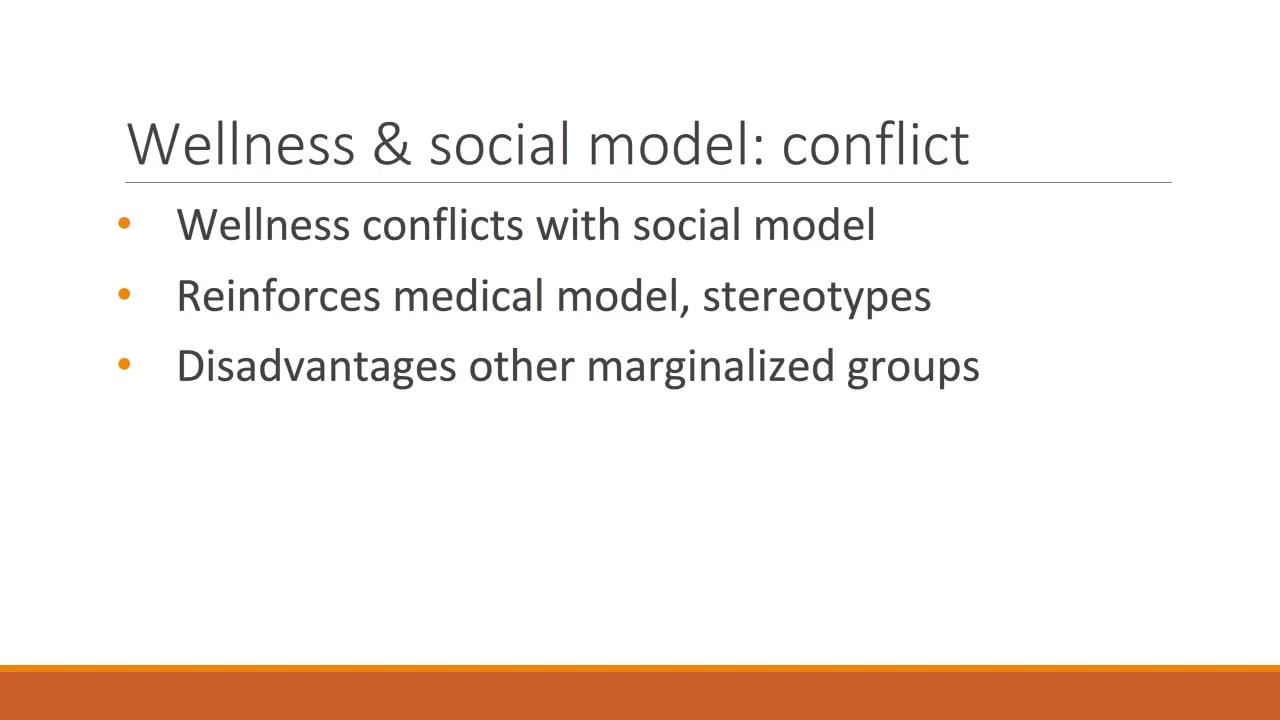 Wellness & social model: conflict
• Wellness conflicts with social model
• Reinforces medical model, stereotypes
• Disadvantages other marginalized groups